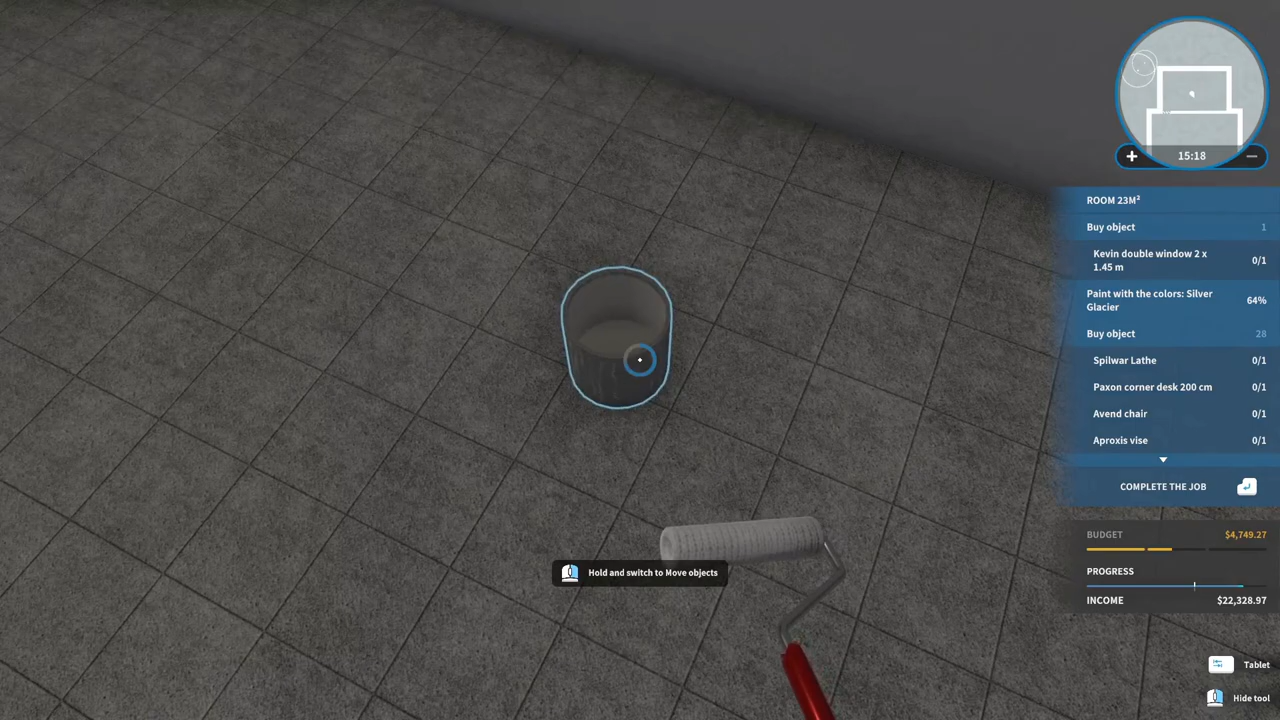 15:18
ROOM 23M²
Buy object 1
Kevin double window 2 x
1.45 m 0/1
Paint with the colors: Silver
Glacier 64%
Buy object 28
Spilwar Lathe 0/1
Paxon corner desk 200 cm 0/1
Avend chair 0/1
Aproxis vise 0/1
COMPLETE THE JOB
BUDGET $4,749.27
PROGRESS
INCOME $22,328.97
Hold and switch to Move objects
Tablet
Hide tool